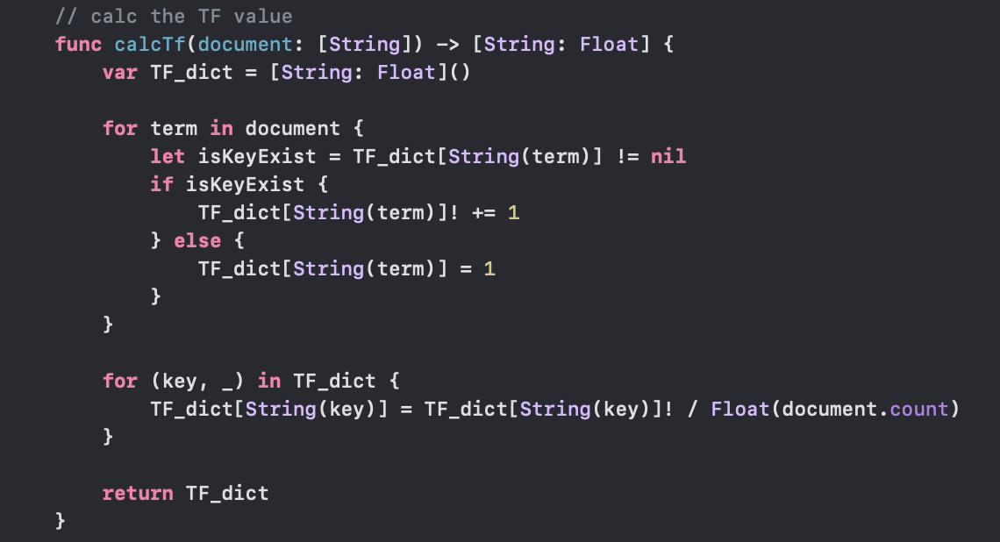 // calc the TF value
func calcTf(document: [String]) -> [String: Float] {
    var TF_dict = [String: Float]()

    for term in document {
        let isKeyExist = TF_dict[String(term)] != nil
        if isKeyExist {
            TF_dict[String(term)]! += 1
        } else {
            TF_dict[String(term)] = 1
        }
    }

    for (key, _) in TF_dict {
        TF_dict[String(key)] = TF_dict[String(key)]! / Float(document.count)
    }

    return TF_dict
}